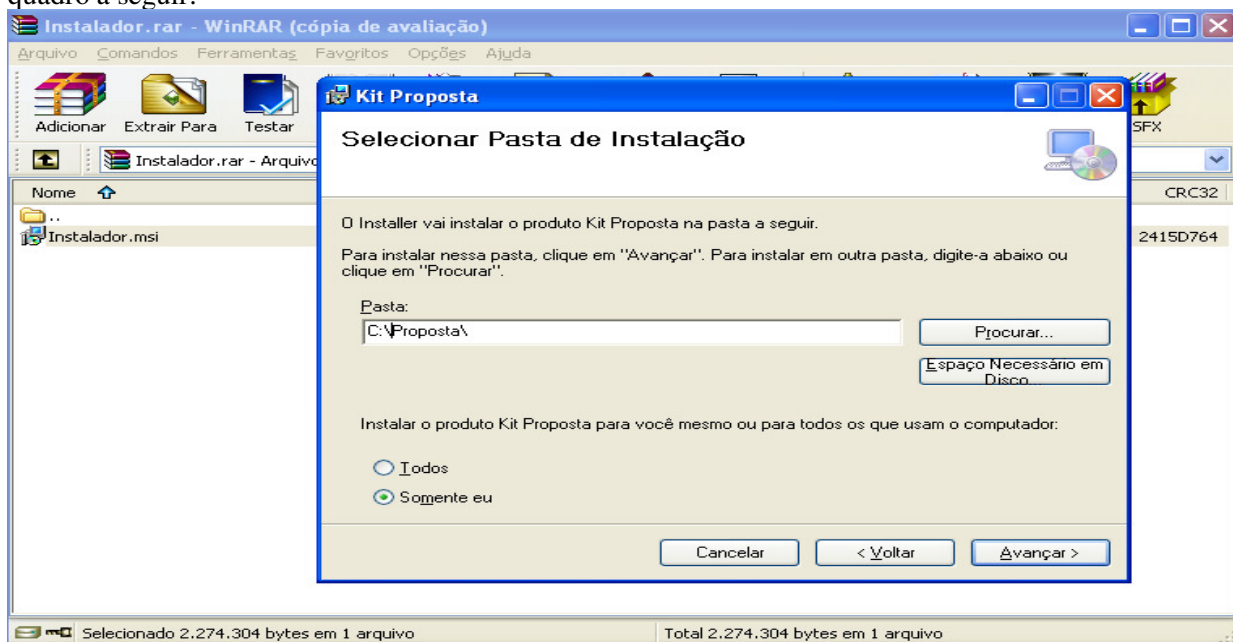 quadro a seguir:
Instalador.rar - WinRAR (cópia de avaliação)
Arquivo Comandos Ferramentas Favoritos Opções Ajuda
Adicionar Extrair Para Testar SFX
Instalador.rar - Arquivo
Nome CRC32
..
Instalador.msi 2415D764
Kit Proposta
Selecionar Pasta de Instalação
O Installer vai instalar o produto Kit Proposta na pasta a seguir.
Para instalar nessa pasta, clique em "Avançar". Para instalar em outra pasta, digite-a abaixo ou
clique em "Procurar".
Pasta:
C:\Proposta\
Procurar...
Espaço Necessário em
Disco...
Instalar o produto Kit Proposta para você mesmo ou para todos os que usam o computador:
Todos
Somente eu
Cancelar < Voltar Avançar >
Selecionado 2.274.304 bytes em 1 arquivo Total 2.274.304 bytes em 1 arquivo